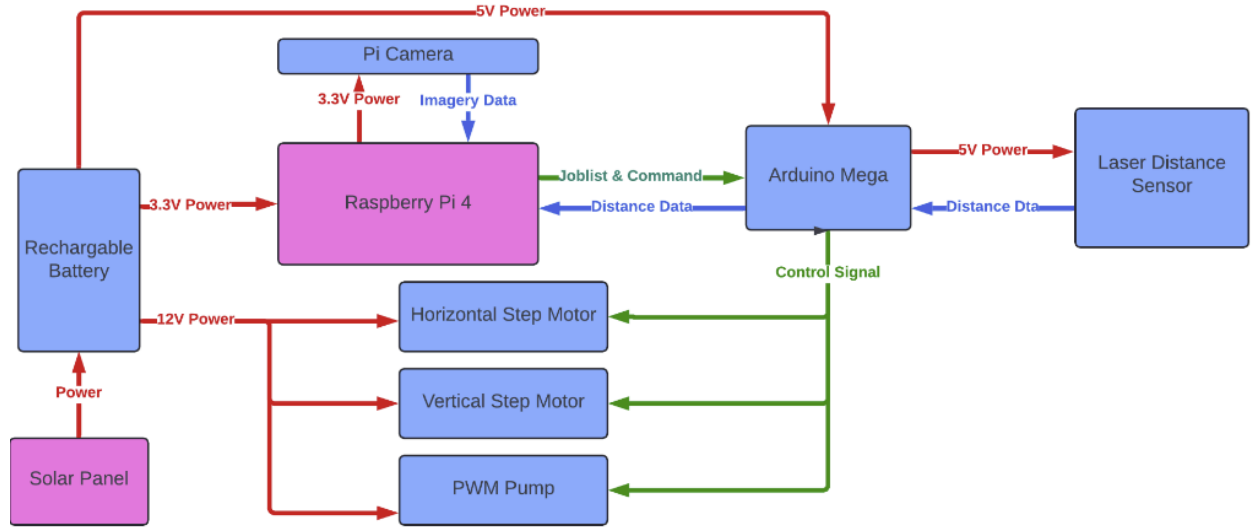 5V Power
Pi Camera
3.3V Power
Imagery Data
Raspberry Pi 4
Joblist & Command
Distance Data
Arduino Mega
5V Power
Distance Dta
Laser Distance
Sensor
Rechargable
Battery
3.3V Power
12V Power
Control Signal
Horizontal Step Motor
Vertical Step Motor
PWM Pump
Power
Solar Panel